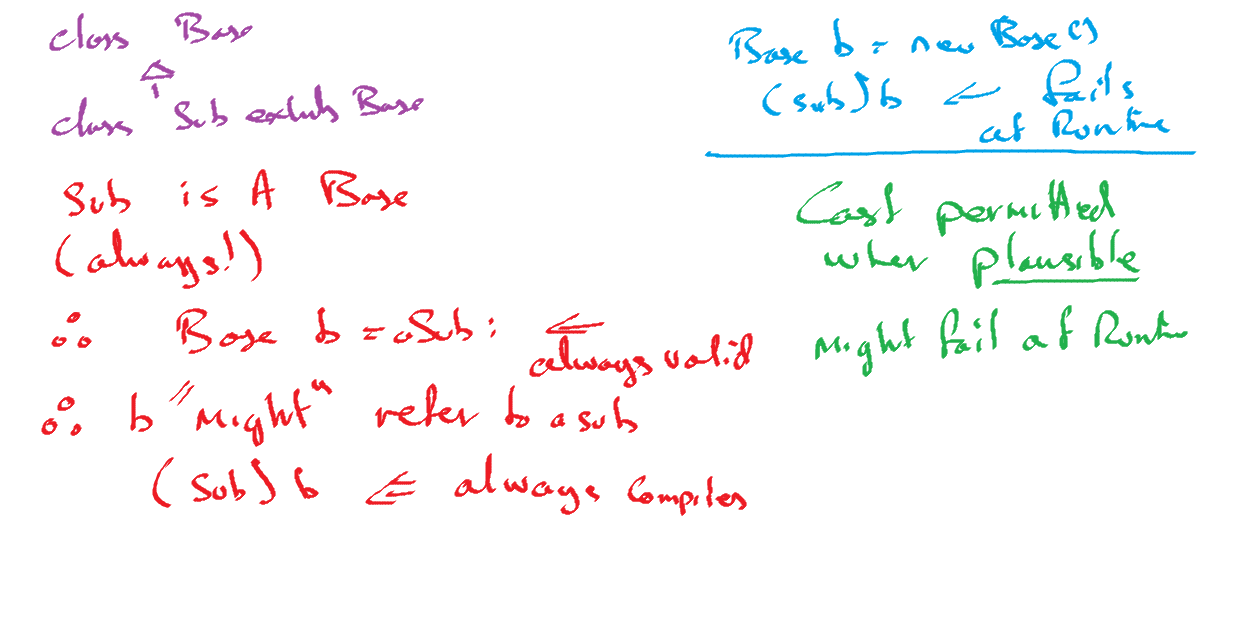 class Base
class Sub extends Base
Sub is A Base
(always!)
∴ Base b = aSub;
always valid
∴ b "Might" refer to a sub
(Sub) b ⇐ always compiles
Base b = new Base()
(sub) b ← fails
at Runtime
Cast permitted
when plausible
Might fail at Runtime